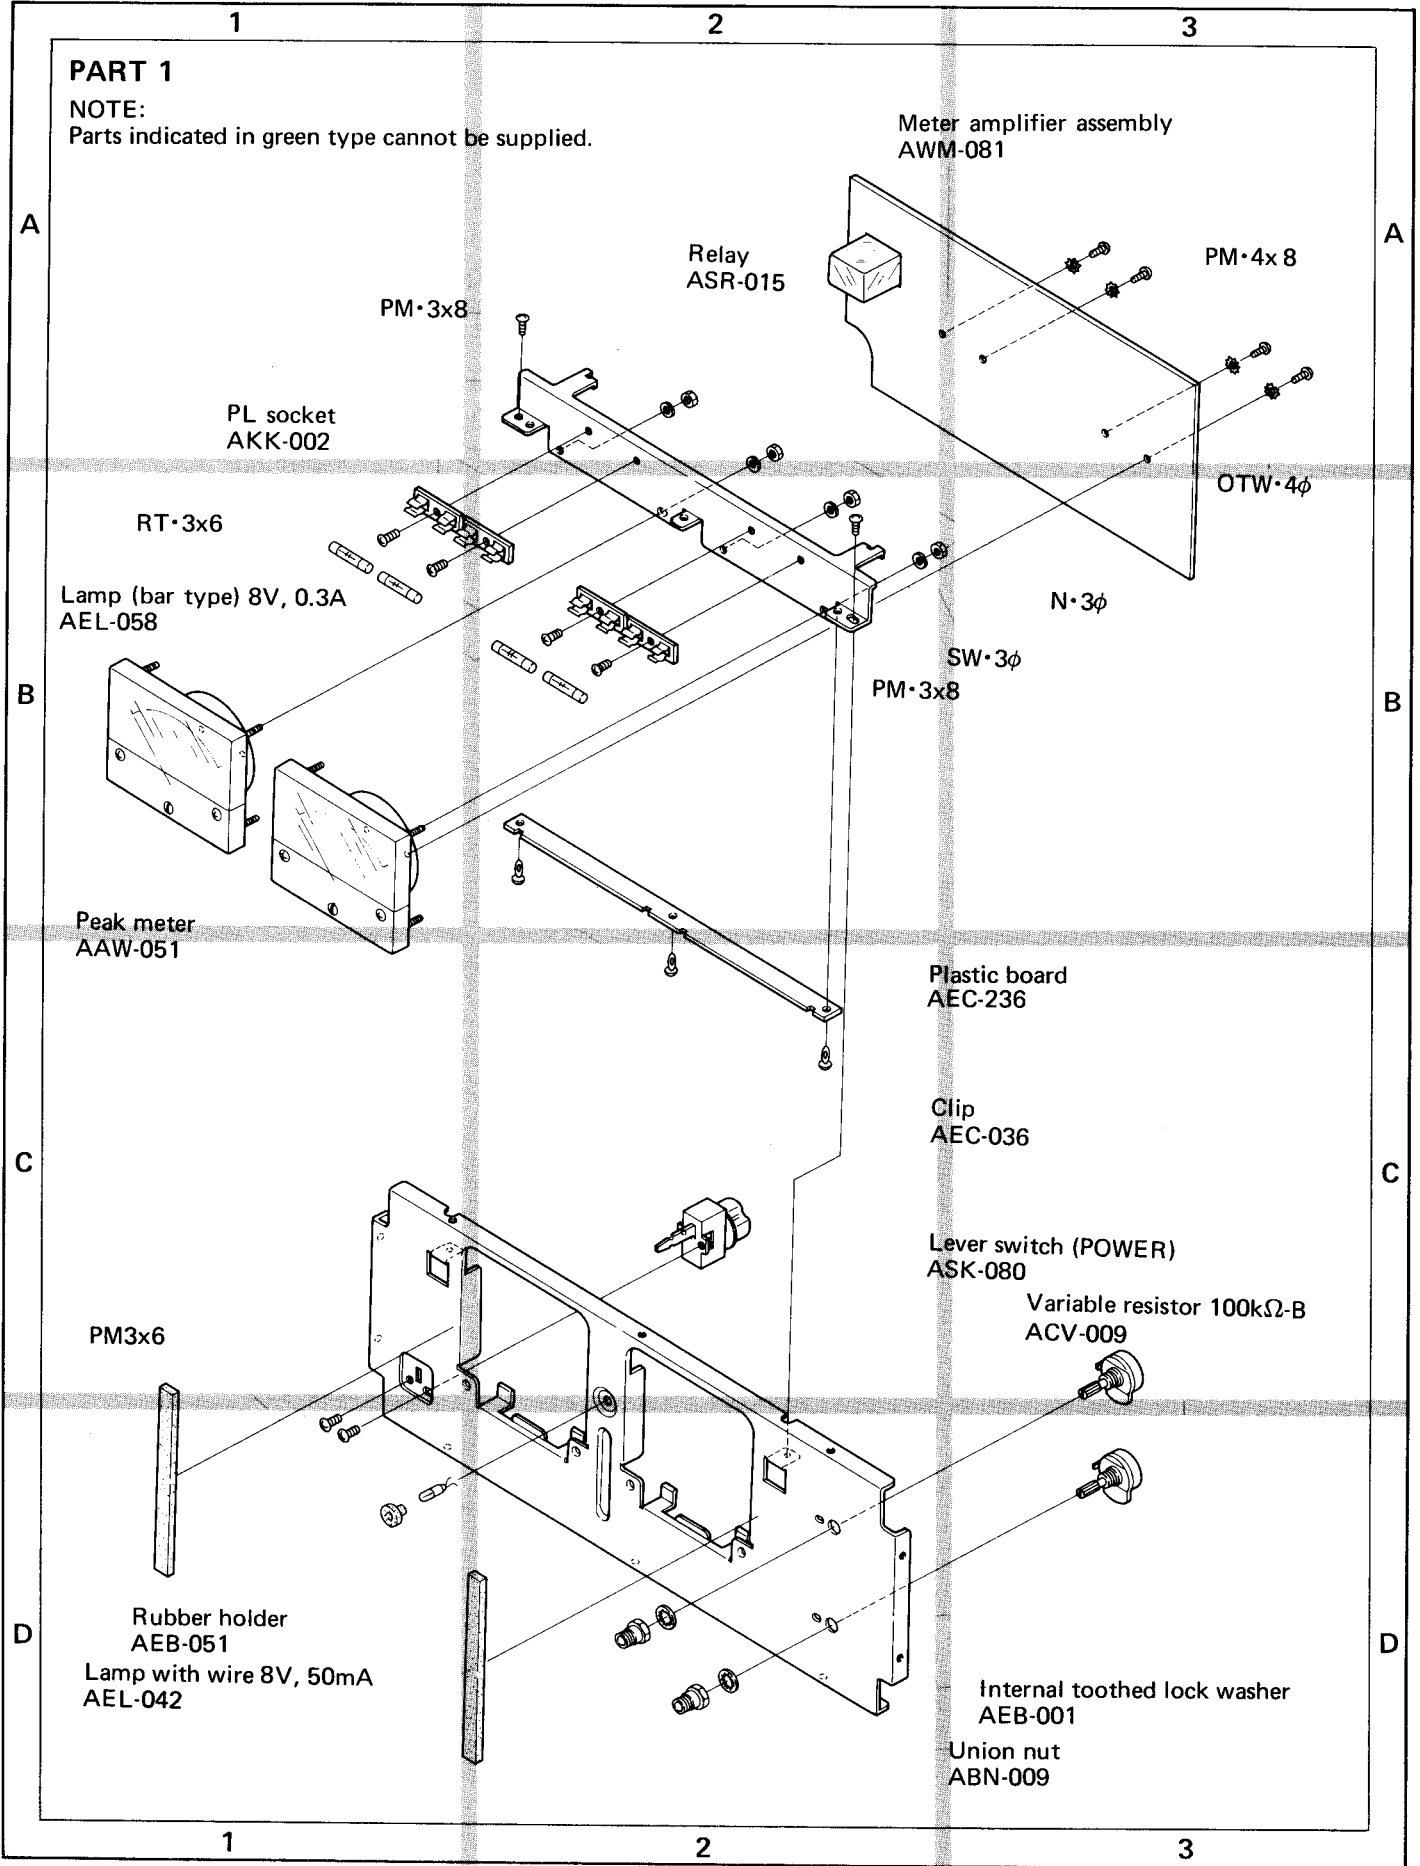 1 2 3
PART 1
NOTE:
Parts indicated in green type cannot be supplied.
Meter amplifier assembly
AWM-081
A A
Relay
ASR-015
PM•4x8
PM•3x8
PL socket
AKK-002
OTW•4ϕ
RT•3x6
Lamp (bar type) 8V, 0.3A
AEL-058
N•3ϕ
SW•3ϕ
PM•3x8
B B
Peak meter
AAW-051
Plastic board
AEC-236
Clip
AEC-036
C C
Lever switch (POWER)
ASK-080
Variable resistor 100kΩ-B
ACV-009
PM3x6
Rubber holder
AEB-051
D D
Lamp with wire 8V, 50mA
AEL-042
Internal toothed lock washer
AEB-001
Union nut
ABN-009
1 2 3